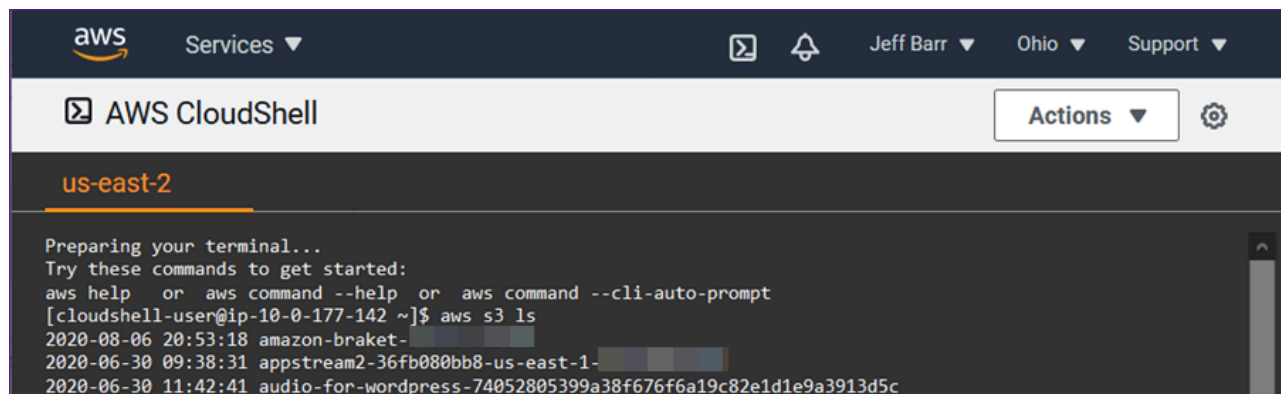 aws Services ▼ Jeff Barr ▼ Ohio ▼ Support ▼
AWS CloudShell Actions ▼
us-east-2
Preparing your terminal...
Try these commands to get started:
aws help or aws command --help or aws command --cli-auto-prompt
[cloudshell-user@ip-10-0-177-142 ~]$ aws s3 ls
2020-08-06 20:53:18 amazon-braket-
2020-06-30 09:38:31 appstream2-36fb080bb8-us-east-1-
2020-06-30 11:42:41 audio-for-wordpress-74052805399a38f676f6a19c82e1d1e9a3913d5c